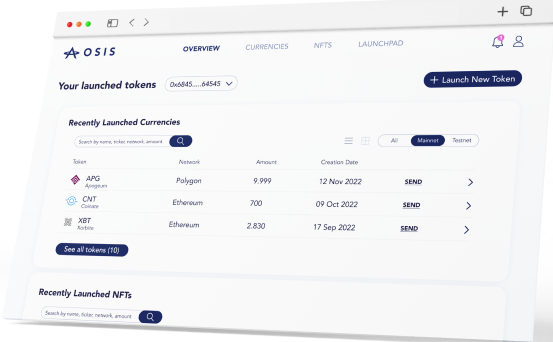 AOSIS
OVERVIEW CURRENCIES NFTS LAUNCHPAD
Your launched tokens 0x6845.....64545 + Launch New Token
Recently Launched Currencies
Search by name, ticker, network, amount All Mainnet Testnet
Token Network Amount Creation Date
APG Polygon 9.999 12 Nov 2022 SEND
Apogeum
CNT Ethereum 700 09 Oct 2022 SEND
Coinate
XBT Ethereum 2.830 17 Sep 2022 SEND
Korbite
See all tokens (10)
Recently Launched NFTs
Search by name, ticker, network, amount